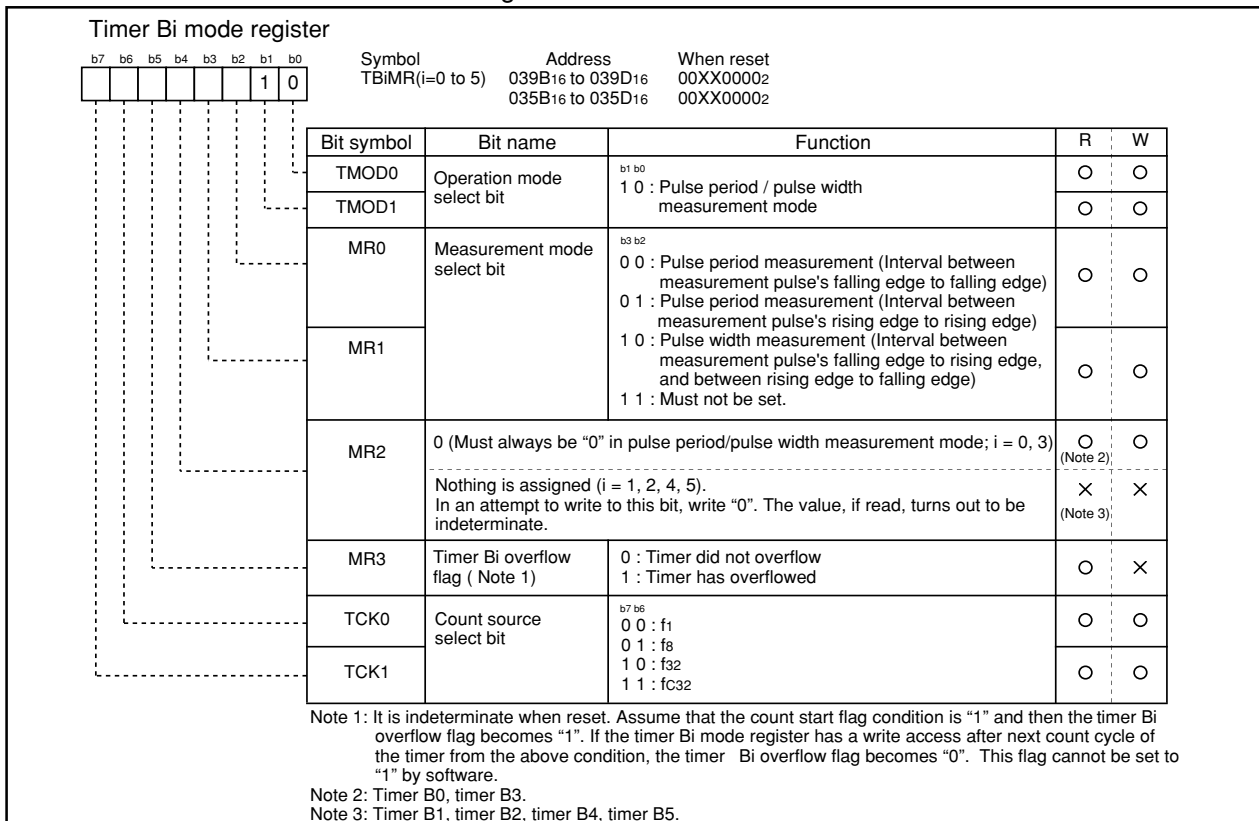 Timer Bi mode register
b7 b6 b5 b4 b3 b2 b1 b0
1 0
Symbol Address When reset
TBiMR(i=0 to 5) 039B16 to 039D16 00XX00002
035B16 to 035D16 00XX00002
Bit symbol Bit name Function R W
TMOD0
TMOD1
Operation mode
select bit
b1 b0
1 0 : Pulse period / pulse width
measurement mode
MR0
MR1
Measurement mode
select bit
b3 b2
0 0 : Pulse period measurement (Interval between
measurement pulse's falling edge to falling edge)
0 1 : Pulse period measurement (Interval between
measurement pulse's rising edge to rising edge)
1 0 : Pulse width measurement (Interval between
measurement pulse's falling edge to rising edge,
and between rising edge to falling edge)
1 1 : Must not be set.
MR2
0 (Must always be “0” in pulse period/pulse width measurement mode; i = 0, 3)
(Note 2)
Nothing is assigned (i = 1, 2, 4, 5).
In an attempt to write to this bit, write “0”. The value, if read, turns out to be
indeterminate.
(Note 3)
MR3
Timer Bi overflow
flag ( Note 1)
0 : Timer did not overflow
1 : Timer has overflowed
TCK0
TCK1
Count source
select bit
b7 b6
0 0 : f1
0 1 : f8
1 0 : f32
1 1 : fC32
Note 1: It is indeterminate when reset. Assume that the count start flag condition is “1” and then the timer Bi
overflow flag becomes “1”. If the timer Bi mode register has a write access after next count cycle of
the timer from the above condition, the timer Bi overflow flag becomes “0”. This flag cannot be set to
“1” by software.
Note 2: Timer B0, timer B3.
Note 3: Timer B1, timer B2, timer B4, timer B5.